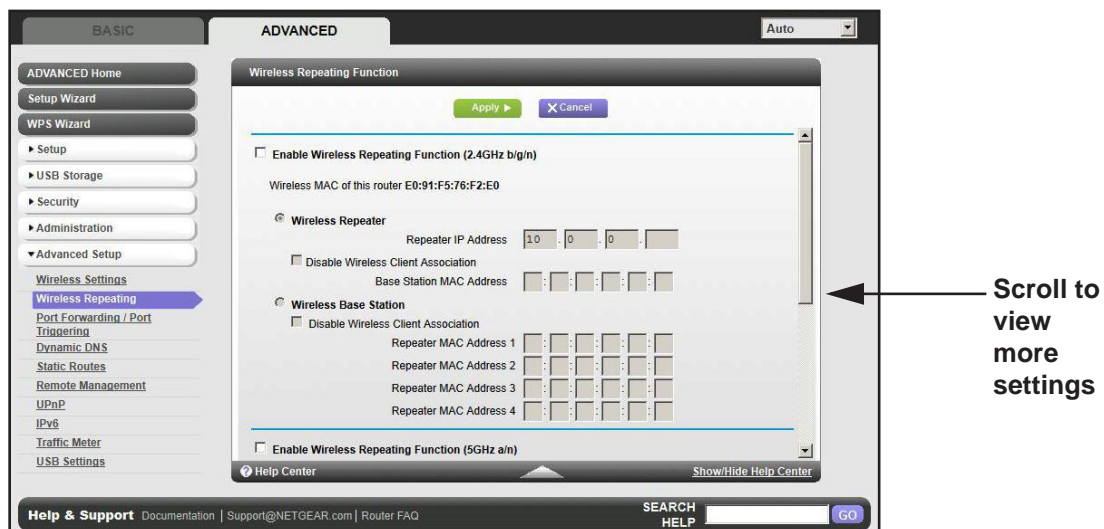 BASIC
ADVANCED
Auto
ADVANCED Home
Setup Wizard
WPS Wizard
Setup
USB Storage
Security
Administration
Advanced Setup
Wireless Settings
Wireless Repeating
Port Forwarding / Port
Triggering
Dynamic DNS
Static Routes
Remote Management
UPnP
IPv6
Traffic Meter
USB Settings
Wireless Repeating Function
Apply
X Cancel
Enable Wireless Repeating Function (2.4GHz b/g/n)
Wireless MAC of this router E0:91:F5:76:F2:E0
Wireless Repeater
Repeater IP Address 10 . 0 . 0 .
Disable Wireless Client Association
Base Station MAC Address : : : : :
Wireless Base Station
Disable Wireless Client Association
Repeater MAC Address 1 : : : : :
Repeater MAC Address 2 : : : : :
Repeater MAC Address 3 : : : : :
Repeater MAC Address 4 : : : : :
Enable Wireless Repeating Function (5GHz a/n)
? Help Center
Show/Hide Help Center
Help & Support Documentation | Support@NETGEAR.com | Router FAQ
SEARCH
HELP
GO
Scroll to
view
more
settings